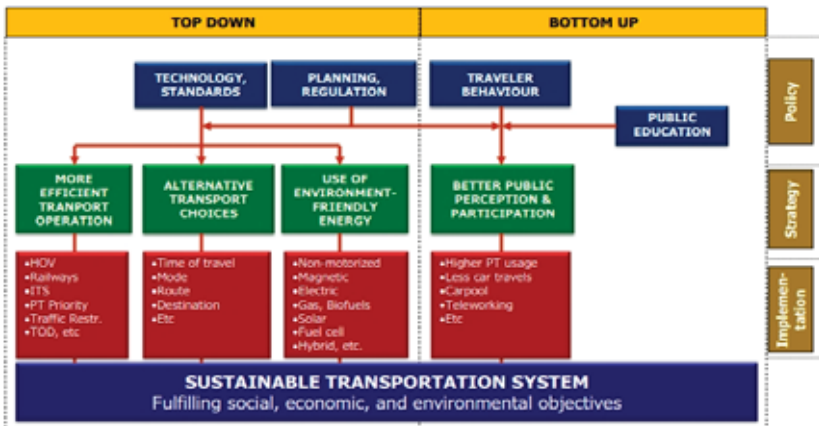 TOP DOWN
BOTTOM UP
TECHNOLOGY,
STANDARDS
PLANNING,
REGULATION
TRAVELER
BEHAVIOUR
PUBLIC
EDUCATION
Policy
MORE
EFFICIENT
TRANPORT
OPERATION
ALTERNATIVE
TRANSPORT
CHOICES
USE OF
ENVIRONMENT-
FRIENDLY
ENERGY
BETTER PUBLIC
PERCEPTION &
PARTICIPATION
Strategy
•HOV
•Railways
•ITS
•PT Priority
•Traffic Restr.
•TOD, etc
•Time of travel
•Mode
•Route
•Destination
•Etc
•Non-motorized
•Magnetic
•Electric
•Gas, Biofuels
•Solar
•Fuel cell
•Hybrid, etc.
•Higher PT usage
•Less car travels
•Carpool
•Teleworking
•Etc
Implemen-
tation
SUSTAINABLE TRANSPORTATION SYSTEM
Fulfilling social, economic, and environmental objectives